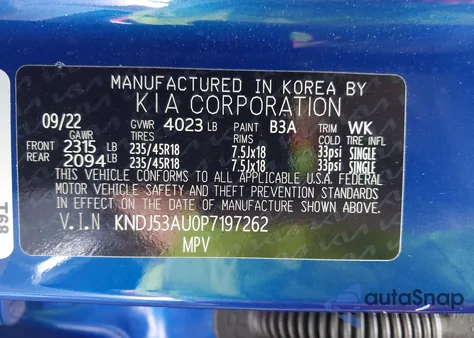 MANUFACTURED IN KOREA BY
KIA CORPORATION
09/22 GVWR 4023 LB PAINT B3A TRIM WK
GAWR TIRES RIMS COLD TIRE INFL
FRONT 2315 LB 235/45R18 7.5Jx18 33psi SINGLE
REAR 2094 LB 235/45R18 7.5Jx18 33psi SINGLE
THIS VEHICLE CONFORMS TO ALL APPLICABLE U.S.A. FEDERAL
MOTOR VEHICLE SAFETY AND THEFT PREVENTION STANDARDS
IN EFFECT ON THE DATE OF MANUFACTURE SHOWN ABOVE.
V.I.N KNDJ53AU0P7197262
MPV
T68
autoSnap